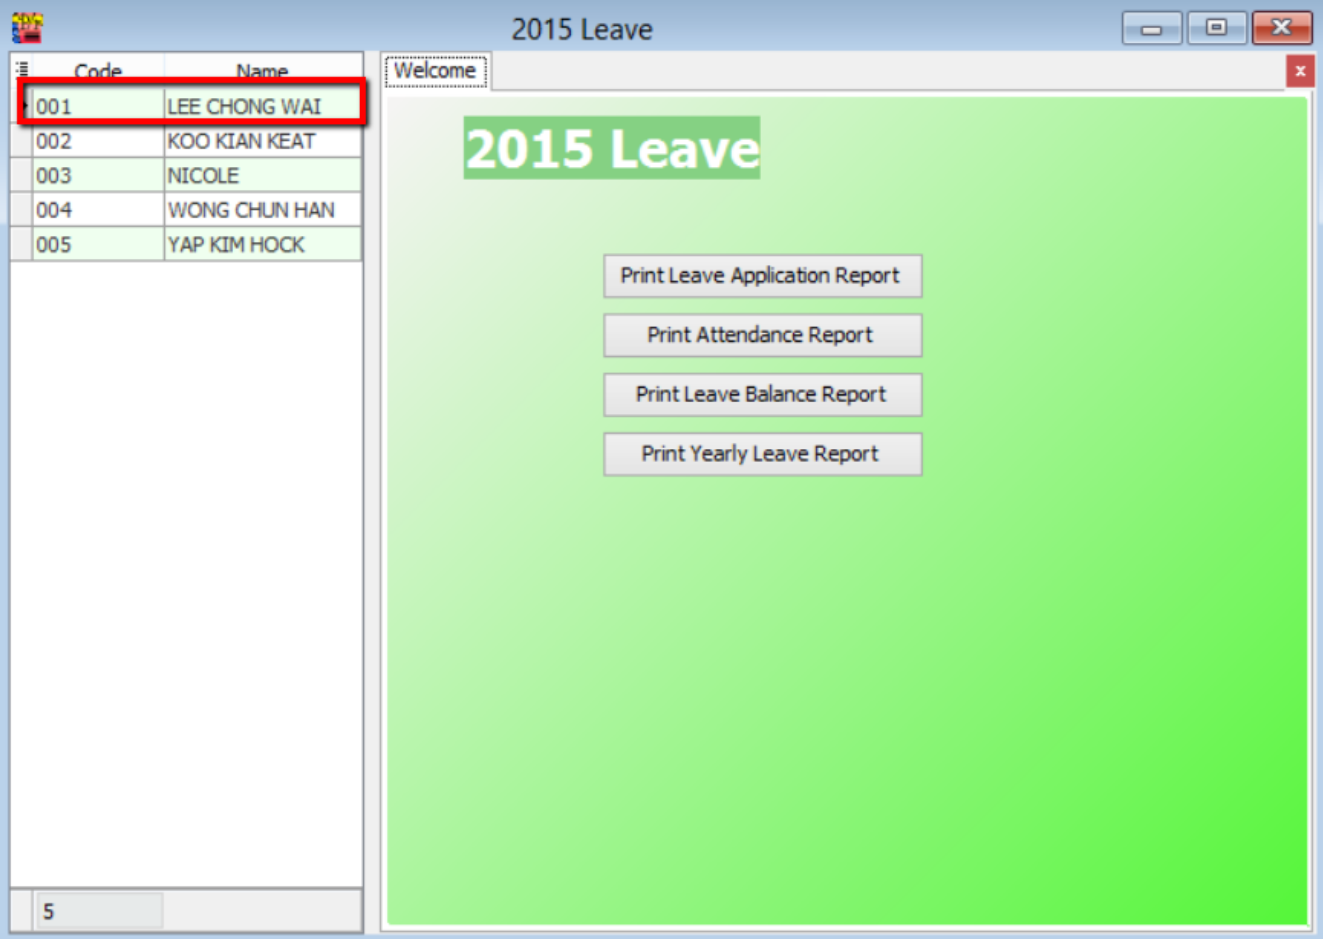 2015 Leave
Code Name
001 LEE CHONG WAI
002 KOO KIAN KEAT
003 NICOLE
004 WONG CHUN HAN
005 YAP KIM HOCK
5
Welcome
2015 Leave
Print Leave Application Report
Print Attendance Report
Print Leave Balance Report
Print Yearly Leave Report